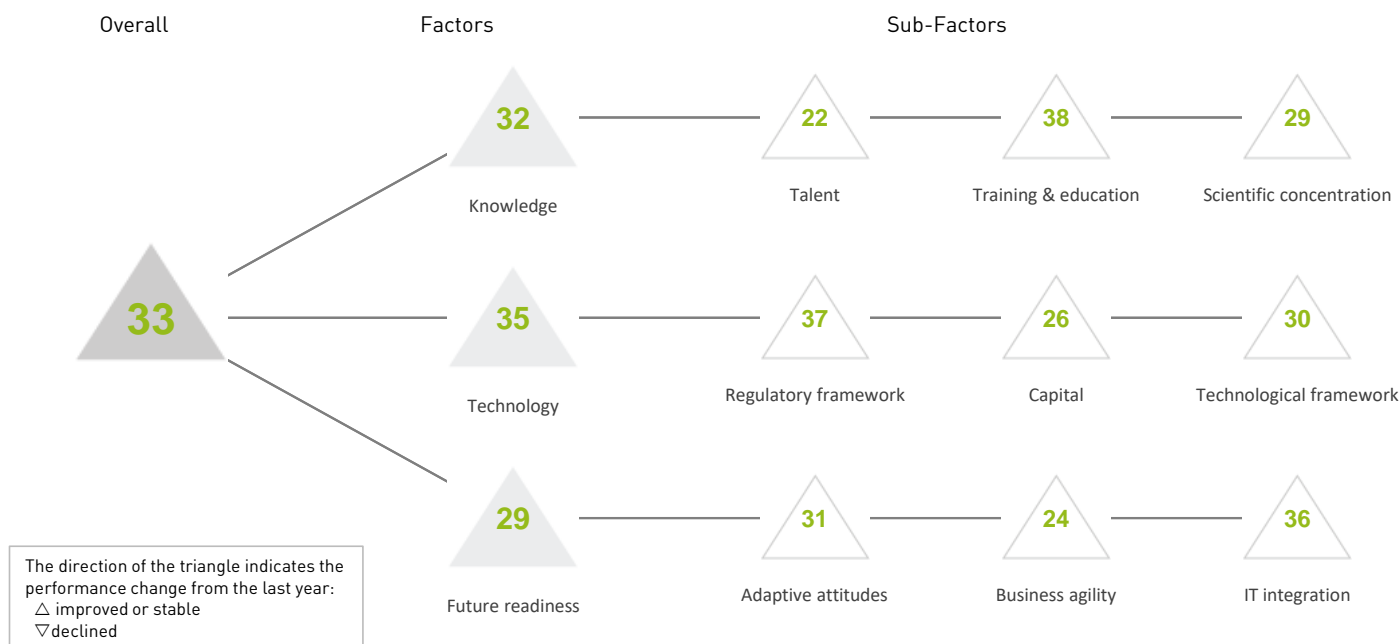 Overall
Factors
Sub-Factors
32
22
38
29
Knowledge
Talent
Training & education
Scientific concentration
33
35
37
26
30
Technology
Regulatory framework
Capital
Technological framework
29
31
24
36
Future readiness
Adaptive attitudes
Business agility
IT integration
The direction of the triangle indicates the
performance change from the last year:
△ improved or stable
▽declined